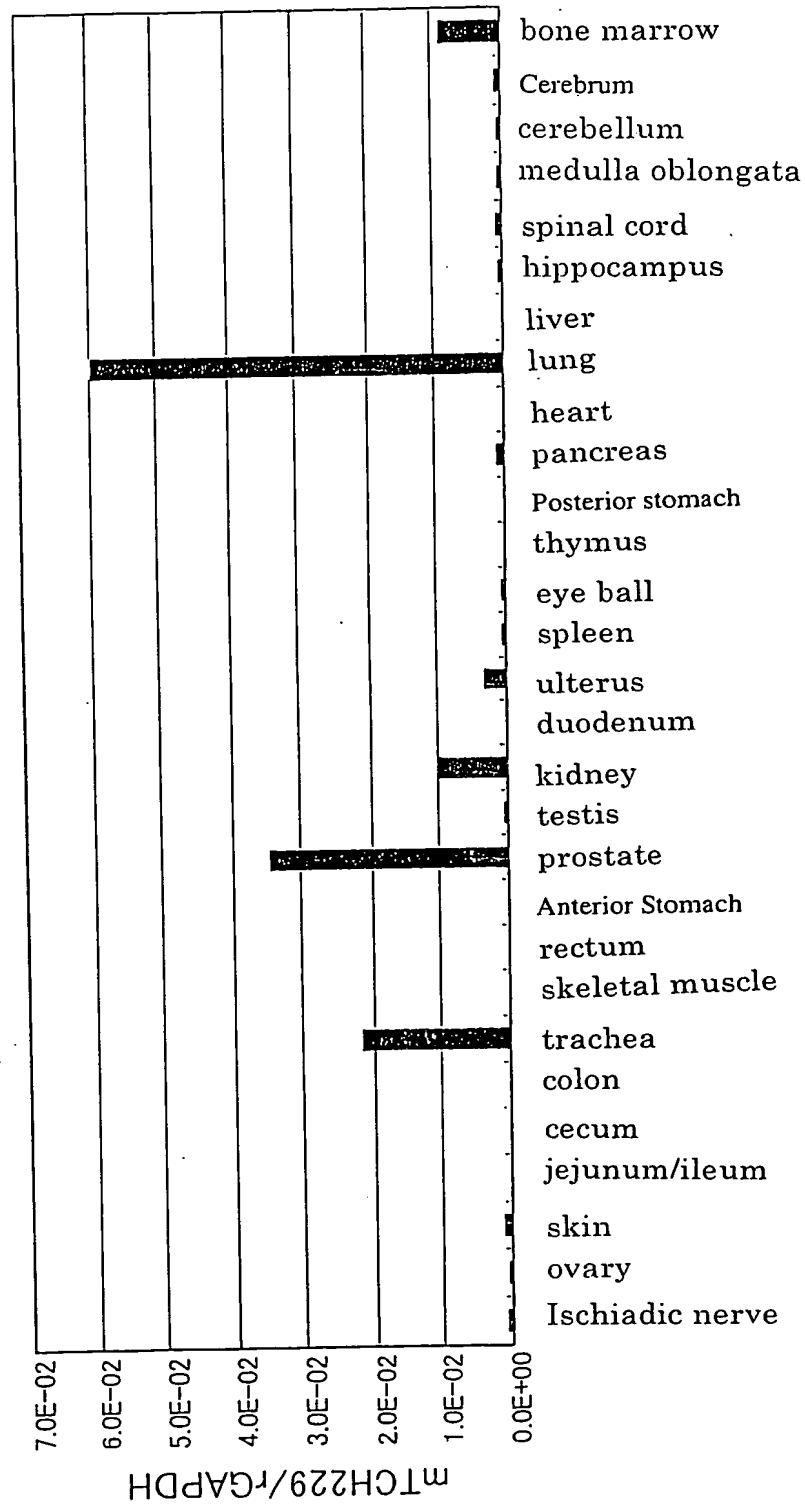 bone marrow
Cerebrum
cerebellum
medulla oblongata
spinal cord
hippocampus
liver
lung
heart
pancreas
Posterior stomach
thymus
eye ball
spleen
ulterus
duodenum
kidney
testis
prostate
Anterior Stomach
rectum
skeletal muscle
trachea
colon
cecum
jejunum/ileum
skin
ovary
Ischiadic nerve
7.0E-02
6.0E-02
5.0E-02
4.0E-02
3.0E-02
2.0E-02
1.0E-02
0.0E+00
mTCH229/rGAPDH